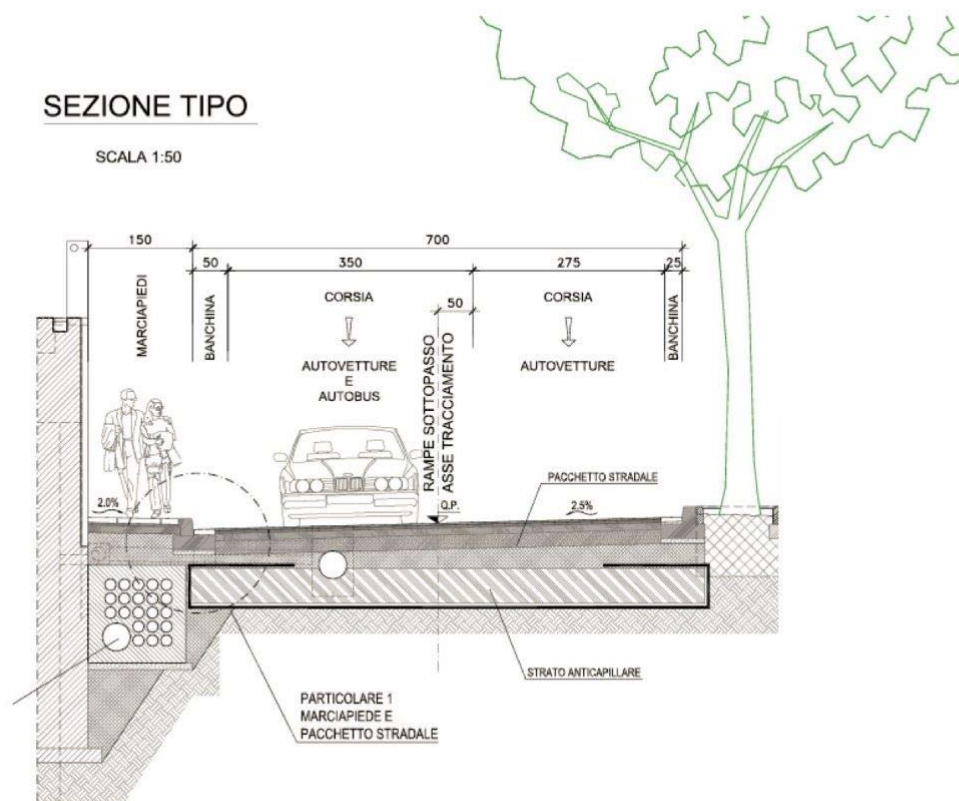 SEZIONE TIPO
SCALA 1:50
150
700
50
350
275
25
MARCIAPIEDI
BANCHINA
CORSIA
50
CORSIA
BANCHINA
AUTOVETTURE
E
AUTOBUS
RAMPE SOTTOPASSO
ASSE TRACCIAMENTO
AUTOVETTURE
2.0%
Q.P.
2.5%
PACCHETTO STRADALE
STRATO ANTICAPILLARE
PARTICOLARE 1
MARCIAPIEDE E
PACCHETTO STRADALE